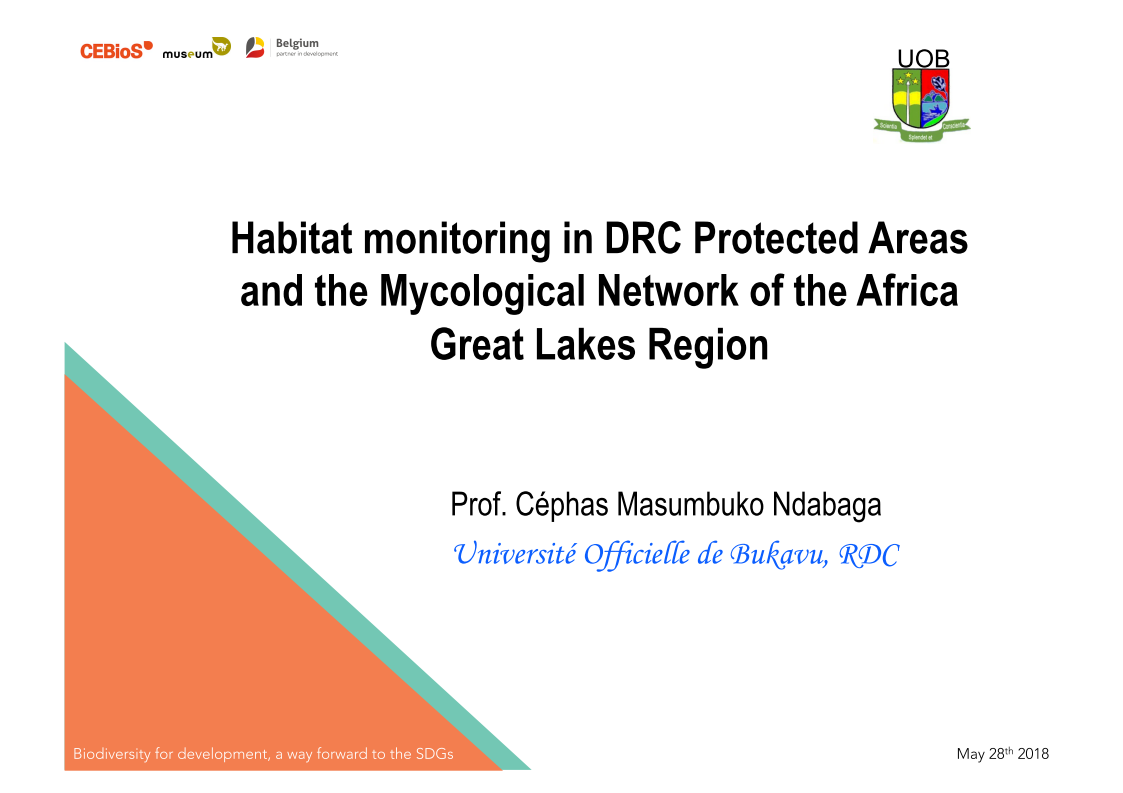 CEBioS
museum
Belgium
partner in development
UOB
Scientia
Splendet et
Conscientia
Habitat monitoring in DRC Protected Areas
and the Mycological Network of the Africa
Great Lakes Region
Prof. Céphas Masumbuko Ndabaga
Université Officielle de Bukavu, RDC
Biodiversity for development, a way forward to the SDGs
May 28th 2018